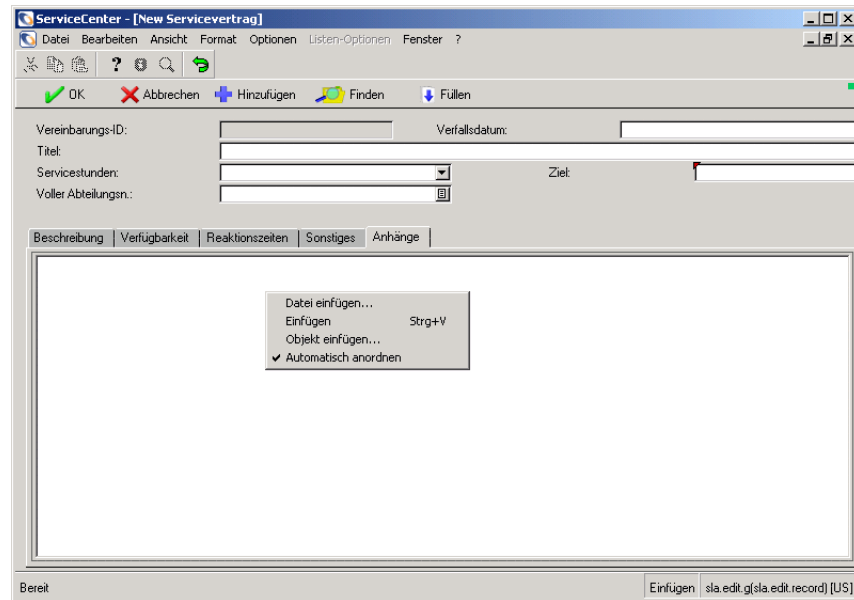 ServiceCenter - [New Servicevertrag]
Datei Bearbeiten Ansicht Format Optionen Listen-Optionen Fenster ?
?
OK Abbrechen Hinzufügen Finden Füllen
Vereinbarungs-ID: Verfallsdatum:
Titel:
Servicestunden: Ziel:
Voller Abteilungsn.:
Beschreibung Verfügbarkeit Reaktionszeiten Sonstiges Anhänge
Datei einfügen...
Einfügen Strg+V
Objekt einfügen...
Automatisch anordnen
Bereit Einfügen sla.edit.g(sla.edit.record) [US]